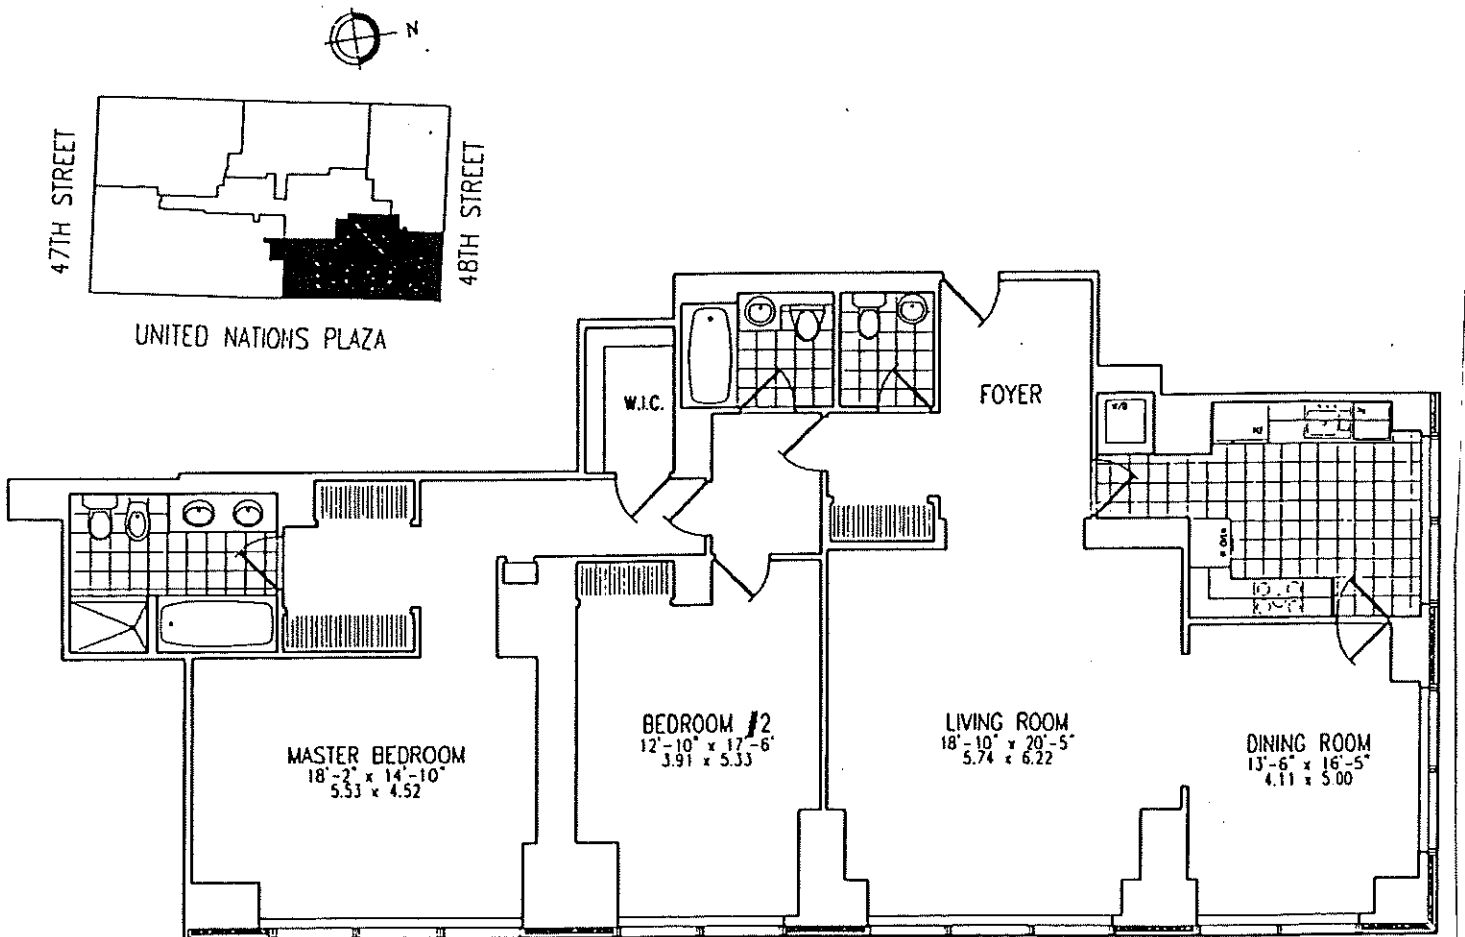 N
47TH STREET
48TH STREET
UNITED NATIONS PLAZA
W.I.C.
FOYER
MASTER BEDROOM
18'-2" x 14'-10"
5.53 x 4.52
BEDROOM #2
12'-10" x 17'-6"
3.91 x 5.33
LIVING ROOM
18'-10" x 20'-5"
5.74 x 6.22
DINING ROOM
13'-6" x 16'-5"
4.11 x 5.00